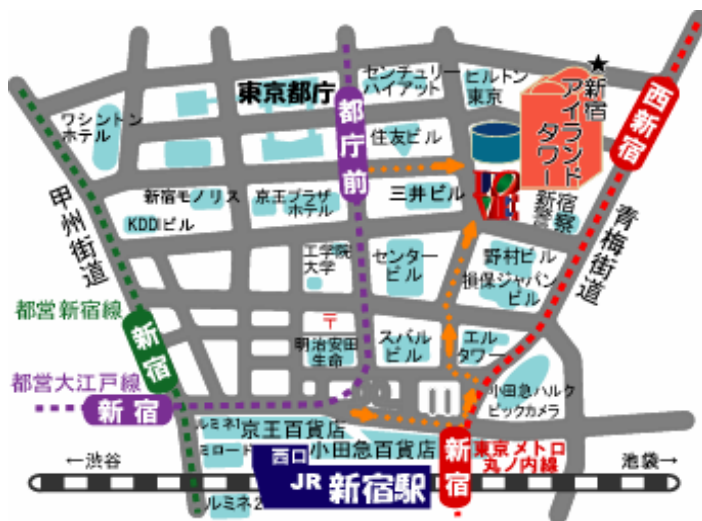 センチュリー
ハイアット
ヒルトン
東京
★
新宿
アイランド
タワー
西新宿
東京都庁
ワシントン
ホテル
都庁前
住友ビル
甲州街道
新宿モノリス
京王プラザ
ホテル
三井ビル
新宿
警察
KDDIビル
青梅街道
工学院
大学
センター
ビル
野村ビル
損保ジャパン
ビル
都営新宿線
新宿
〒
明治安田
生命
スバル
ビル
エル
タワー
都営大江戸線
新宿
小田急ハルク
ビックカメラ
ルミネ1
京王百貨店
ミロード
小田急百貨店
新宿
東京メトロ
丸ノ内線
←渋谷
西口
JR 新宿駅
池袋→
ルミネ2